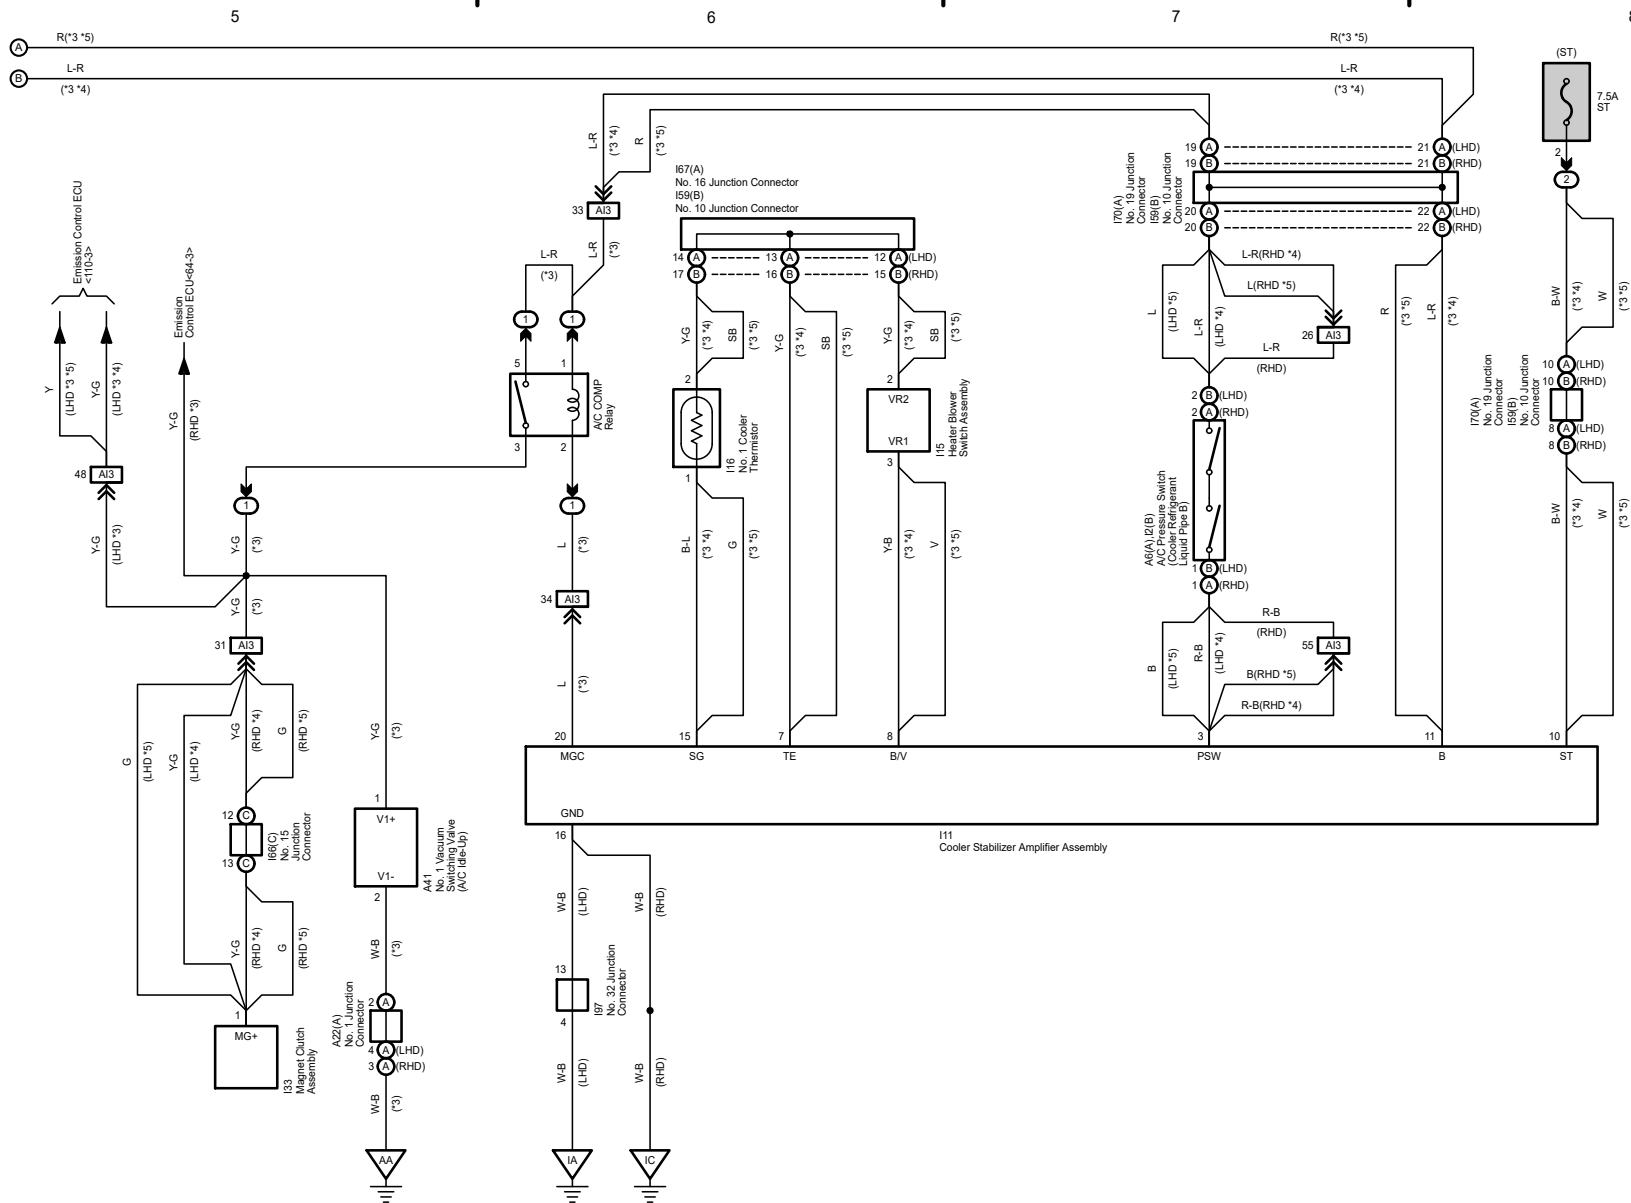 5
6
7
8
A
R(*3 *5)
R(*3 *5)
B
L-R
(*3 *4)
L-R
(*3 *4)
(ST)
7.5A
ST
2
2
L-R
(*3 *4)
R
(*3 *5)
33
AI3
L-R
(*3)
L-R
(*3)
I67(A)
No. 16 Junction Connector
I59(B)
No. 10 Junction Connector
14 A
13 A
12 A (LHD)
17 B
16 B
15 B (RHD)
I70(A)
No. 19 Junction
Connector
I59(B)
No. 10 Junction
Connector
19 A
21 A (LHD)
19 B
21 B (RHD)
20 A
22 A (LHD)
20 B
22 B (RHD)
Emission Control ECU
<110-3>
Emission
Control ECU<64-3>
Y
(LHD *3 *5)
Y-G
(LHD *3 *4)
Y-G
(RHD *3)
48
AI3
Y-G
(LHD *3)
1
1
5
1
A/C COMP
Relay
3
2
1
1
Y-G
(*3)
L
(*3)
Y-G
(*3)
34
AI3
L
(*3)
31
AI3
Y-G
(*3 *4)
SB
(*3 *5)
Y-G
(*3 *4)
SB
(*3 *5)
Y-G
(*3 *4)
SB
(*3 *5)
2
I16
No. 1 Cooler
Thermistor
1
B-L
(*3 *4)
G
(*3 *5)
2
VR2
VR1
I15
Heater Blower
Switch Assembly
3
Y-B
(*3 *4)
V
(*3 *5)
L
(LHD *5)
L-R
(LHD *4)
L-R(RHD *4)
L(RHD *5)
26
AI3
L-R
(RHD)
2 B (LHD)
2 A (RHD)
A6(A),I2(B)
A/C Pressure Switch
(Cooler Refrigerant
Liquid Pipe B)
1 B (LHD)
1 A (RHD)
B
(LHD *5)
R-B
(LHD *4)
R-B
(RHD)
55
AI3
B(RHD *5)
R-B(RHD *4)
R
(*3 *5)
L-R
(*3 *4)
B-W
(*3 *4)
W
(*3 *5)
I70(A)
No. 19 Junction
Connector
I59(B)
No. 10 Junction
Connector
10 A (LHD)
10 B (RHD)
8 A (LHD)
8 B (RHD)
B-W
(*3 *4)
W
(*3 *5)
20
15
7
8
3
11
10
MGC
SG
TE
B/V
PSW
B
ST
GND
16
I11
Cooler Stabilizer Amplifier Assembly
G
(LHD *5)
Y-G
(LHD *4)
Y-G
(RHD *4)
G
(RHD *5)
Y-G
(*3)
12 C
13 C
I66(C)
No. 15
Junction
Connector
Y-G
(RHD *4)
G
(RHD *5)
1
MG+
I33
Magnet Clutch
Assembly
1
V1+
V1-
A41
No. 1 Vacuum
Switching Valve
(A/C Idle-Up)
2
W-B
(*3)
2 A
A22(A)
No. 1 Junction
Connector
4 A (LHD)
3 A (RHD)
W-B
(*3)
AA
W-B
(LHD)
W-B
(RHD)
13
I97
No. 32 Junction
Connector
4
W-B
(LHD)
W-B
(RHD)
IA
IC